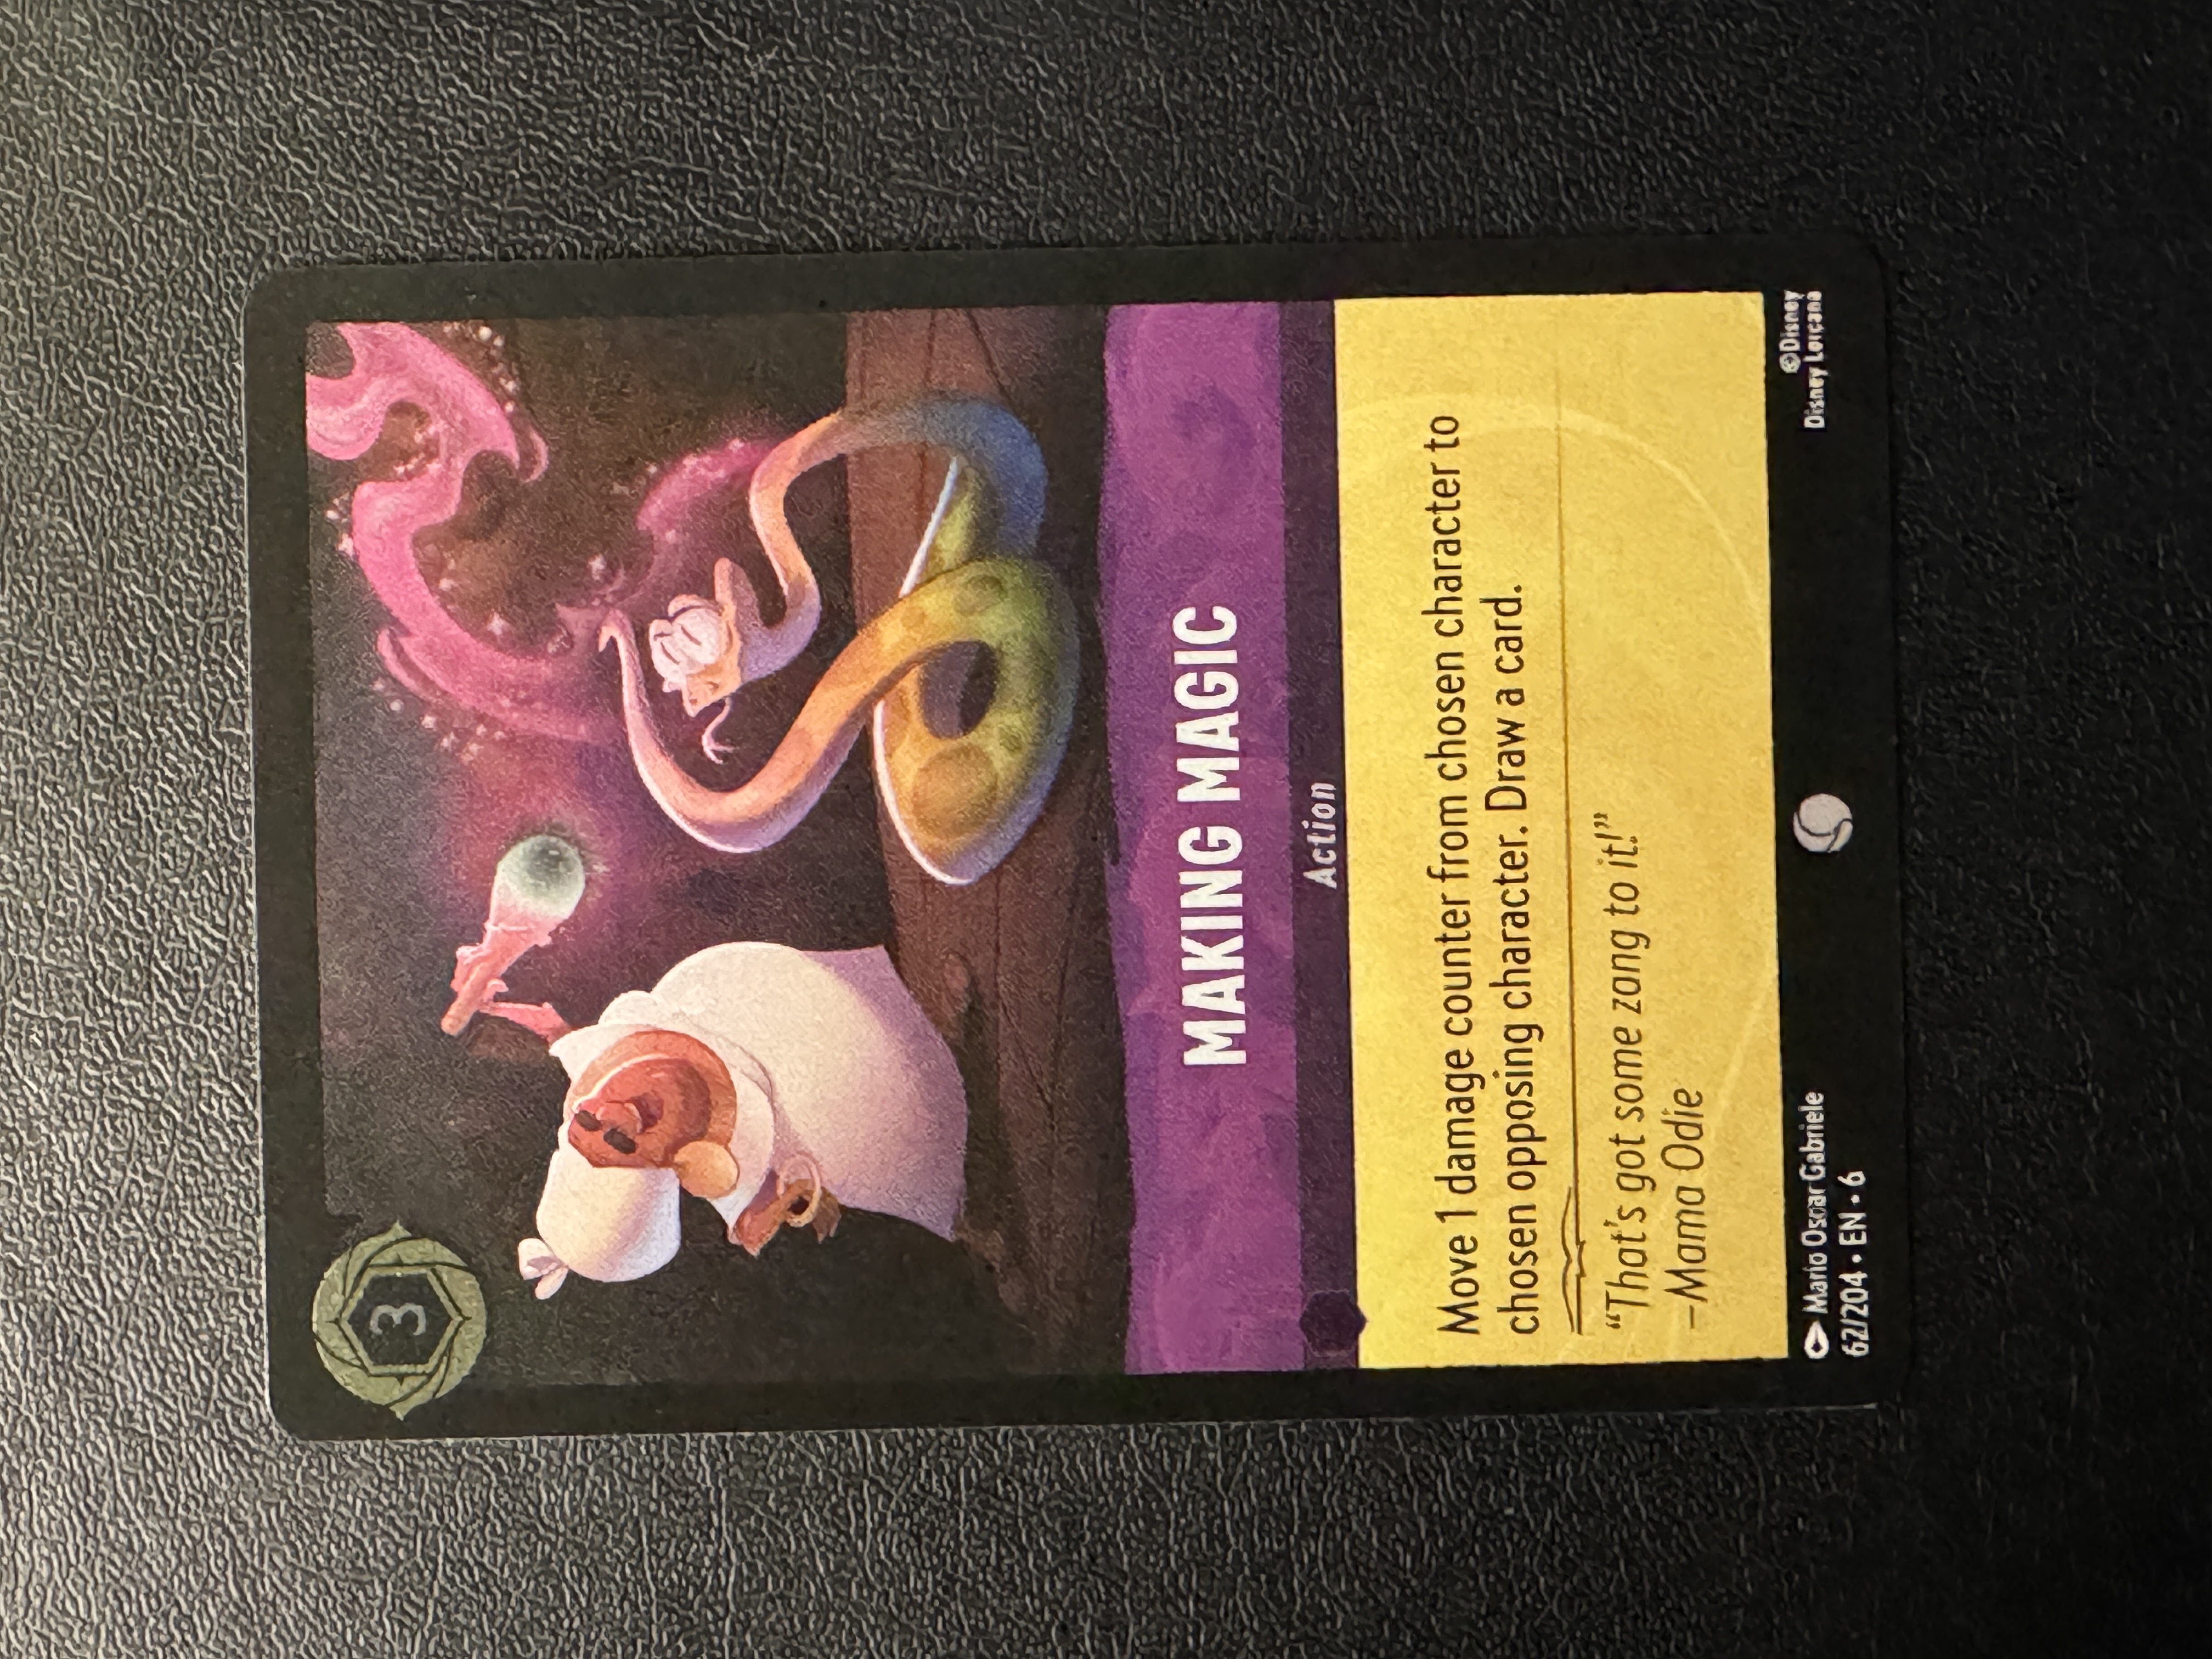 3
MAKING MAGIC
Action
Move 1 damage counter from chosen character to
chosen opposing character. Draw a card.
“That’s got some zang to it!”
–Mama Odie
Mario Oscar Gabriele
62/204 • EN • 6
©Disney
Disney Lorcana